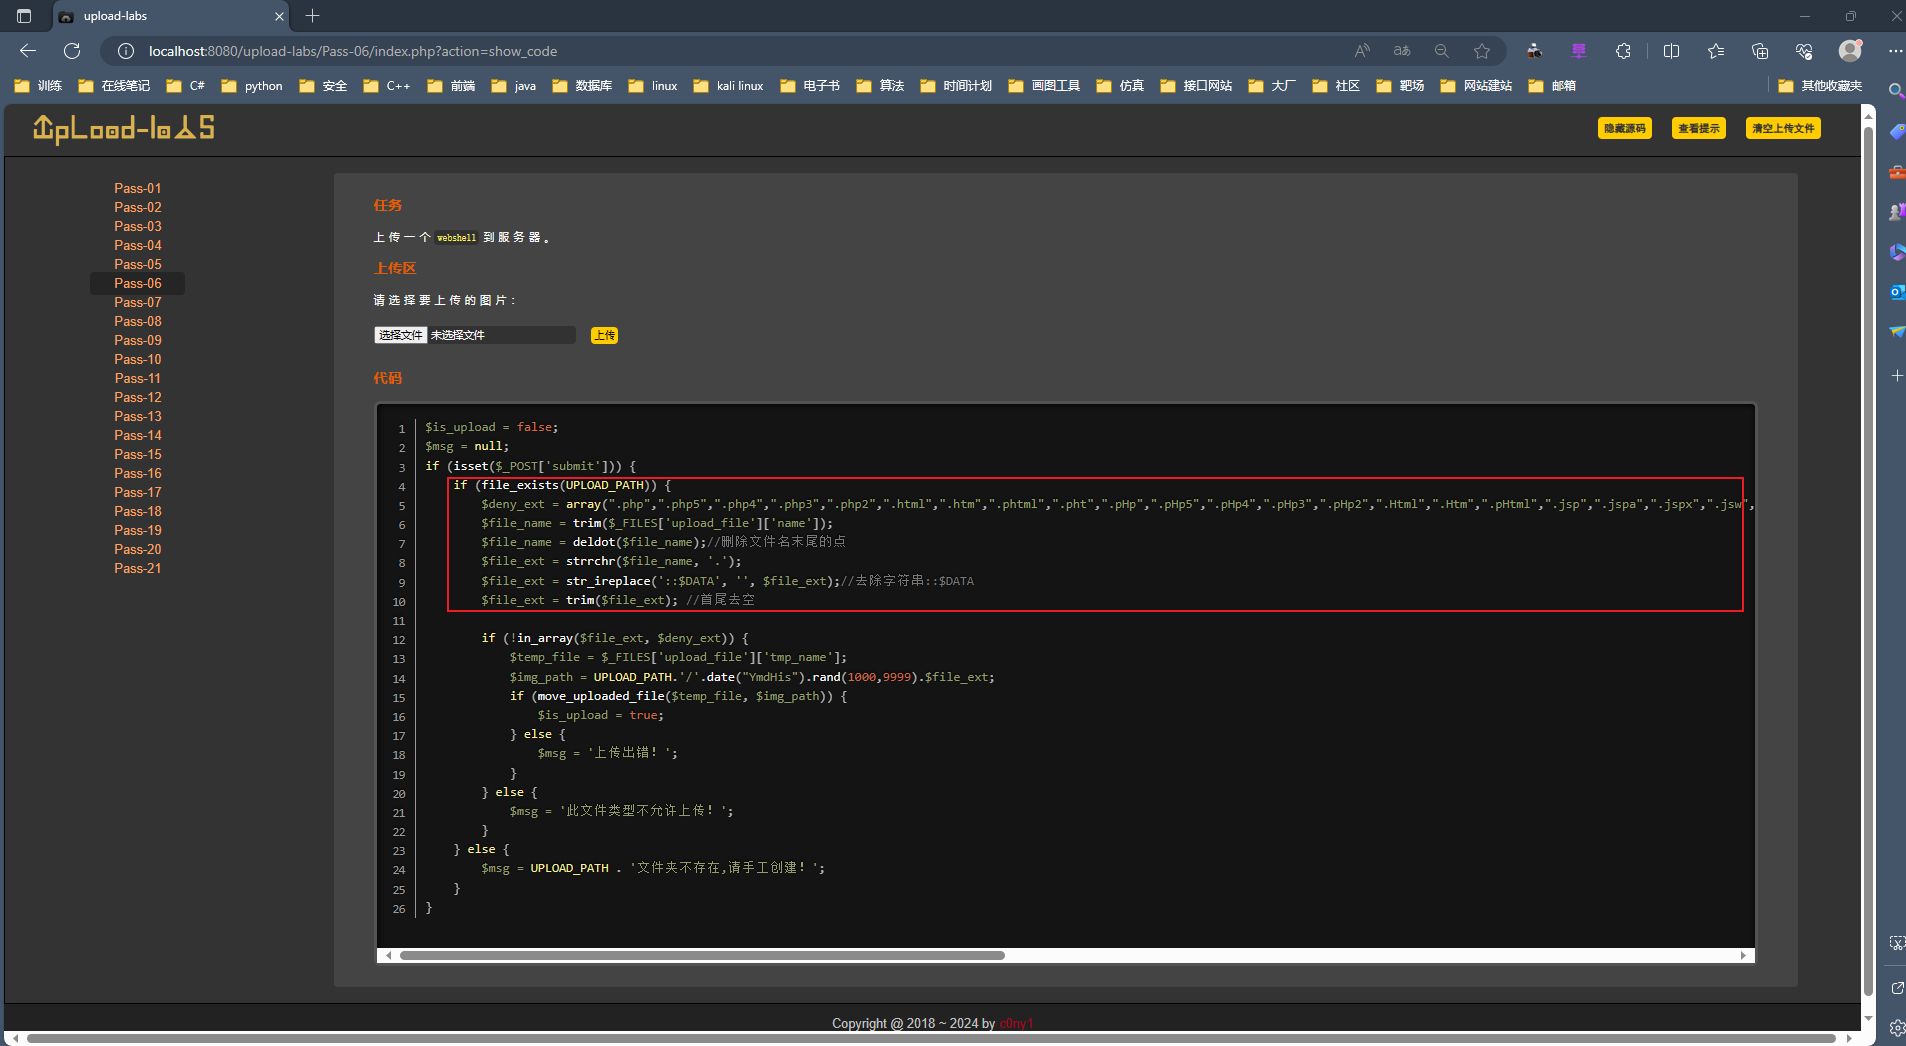 upload-labs
localhost:8080/upload-labs/Pass-06/index.php?action=show_code
训练 在线笔记 C# python 安全 C++ 前端 java 数据库 linux kali linux 电子书 算法 时间计划 画图工具 仿真 接口网站 大厂 社区 靶场 网站建站 邮箱 其他收藏夹
UpLoad-labS
隐藏源码 查看提示 清空上传文件
Pass-01
Pass-02
Pass-03
Pass-04
Pass-05
Pass-06
Pass-07
Pass-08
Pass-09
Pass-10
Pass-11
Pass-12
Pass-13
Pass-14
Pass-15
Pass-16
Pass-17
Pass-18
Pass-19
Pass-20
Pass-21
任务
上传一个 webshell 到服务器。
上传区
请选择要上传的图片：
选择文件 未选择文件 上传
代码
1 $is_upload = false;
2 $msg = null;
3 if (isset($_POST['submit'])) {
4 if (file_exists(UPLOAD_PATH)) {
5 $deny_ext = array(".php",".php5",".php4",".php3",".php2",".html",".htm",".phtml",".pht",".pHp",".pHp5",".pHp4",".pHp3",".pHp2",".Html",".Htm",".pHtml",".jsp",".jspa",".jspx",".jsw",
6 $file_name = trim($_FILES['upload_file']['name']);
7 $file_name = deldot($file_name);//删除文件名末尾的点
8 $file_ext = strrchr($file_name, '.');
9 $file_ext = str_ireplace('::$DATA', '', $file_ext);//去除字符串::$DATA
10 $file_ext = trim($file_ext); //首尾去空
11
12 if (!in_array($file_ext, $deny_ext)) {
13 $temp_file = $_FILES['upload_file']['tmp_name'];
14 $img_path = UPLOAD_PATH.'/'.date("YmdHis").rand(1000,9999).$file_ext;
15 if (move_uploaded_file($temp_file, $img_path)) {
16 $is_upload = true;
17 } else {
18 $msg = '上传出错！';
19 }
20 } else {
21 $msg = '此文件类型不允许上传！';
22 }
23 } else {
24 $msg = UPLOAD_PATH . '文件夹不存在,请手工创建！';
25 }
26 }
Copyright @ 2018 ~ 2024 by c0ny1